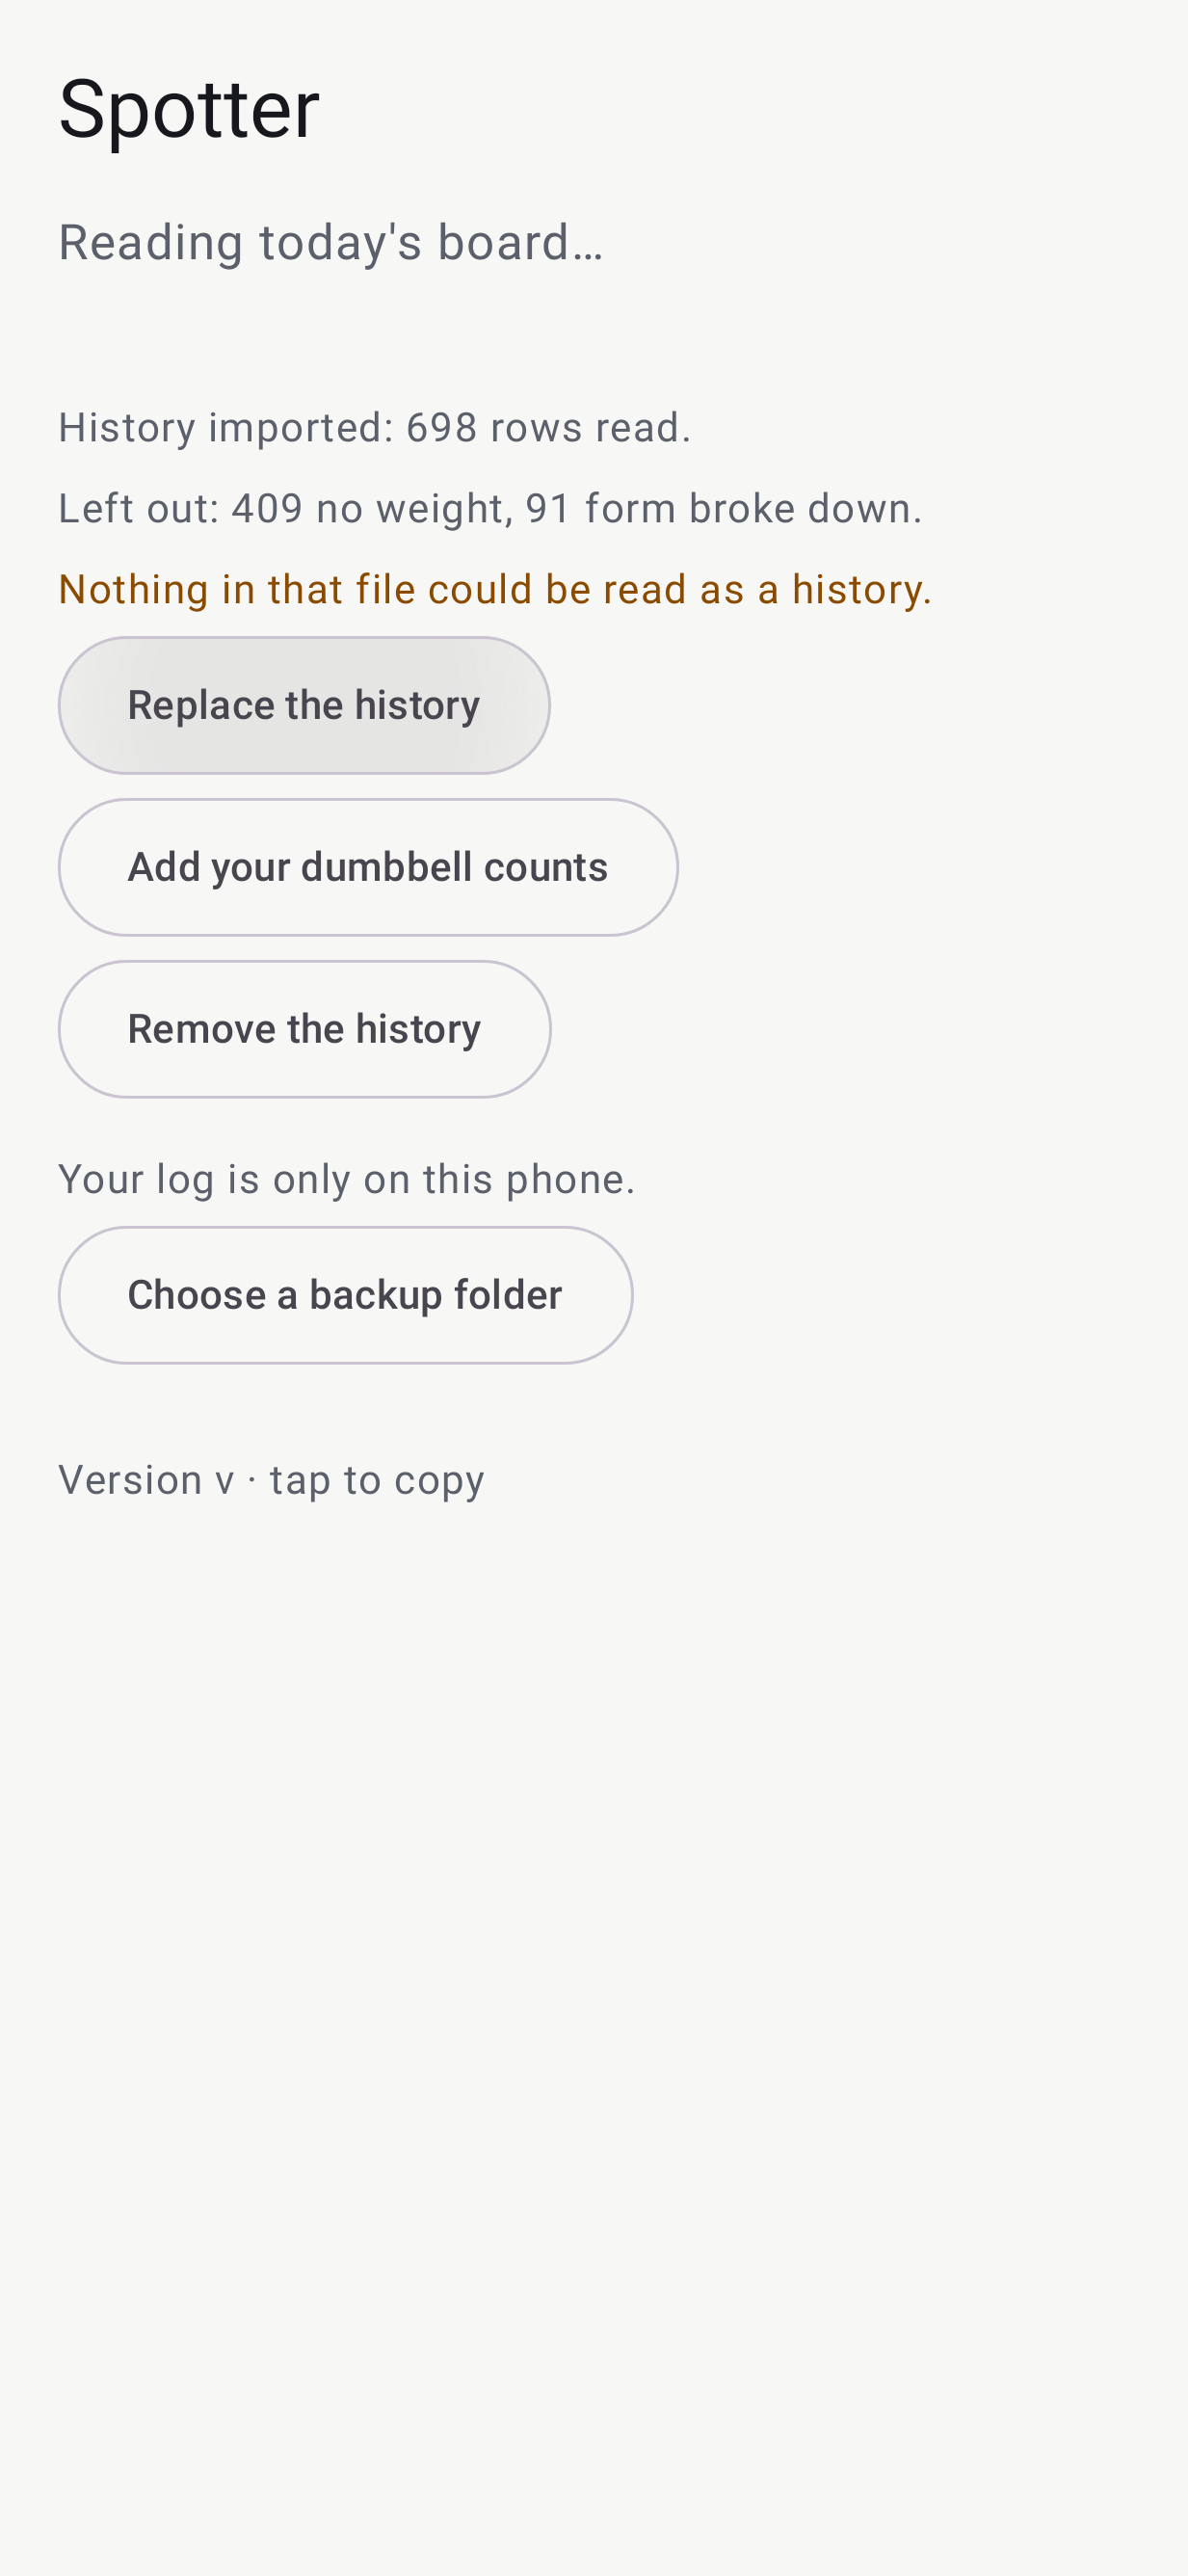 Spotter
Reading today's board…
History imported: 698 rows read.
Left out: 409 no weight, 91 form broke down.
Nothing in that file could be read as a history.
Replace the history
Add your dumbbell counts
Remove the history
Your log is only on this phone.
Choose a backup folder
Version v · tap to copy